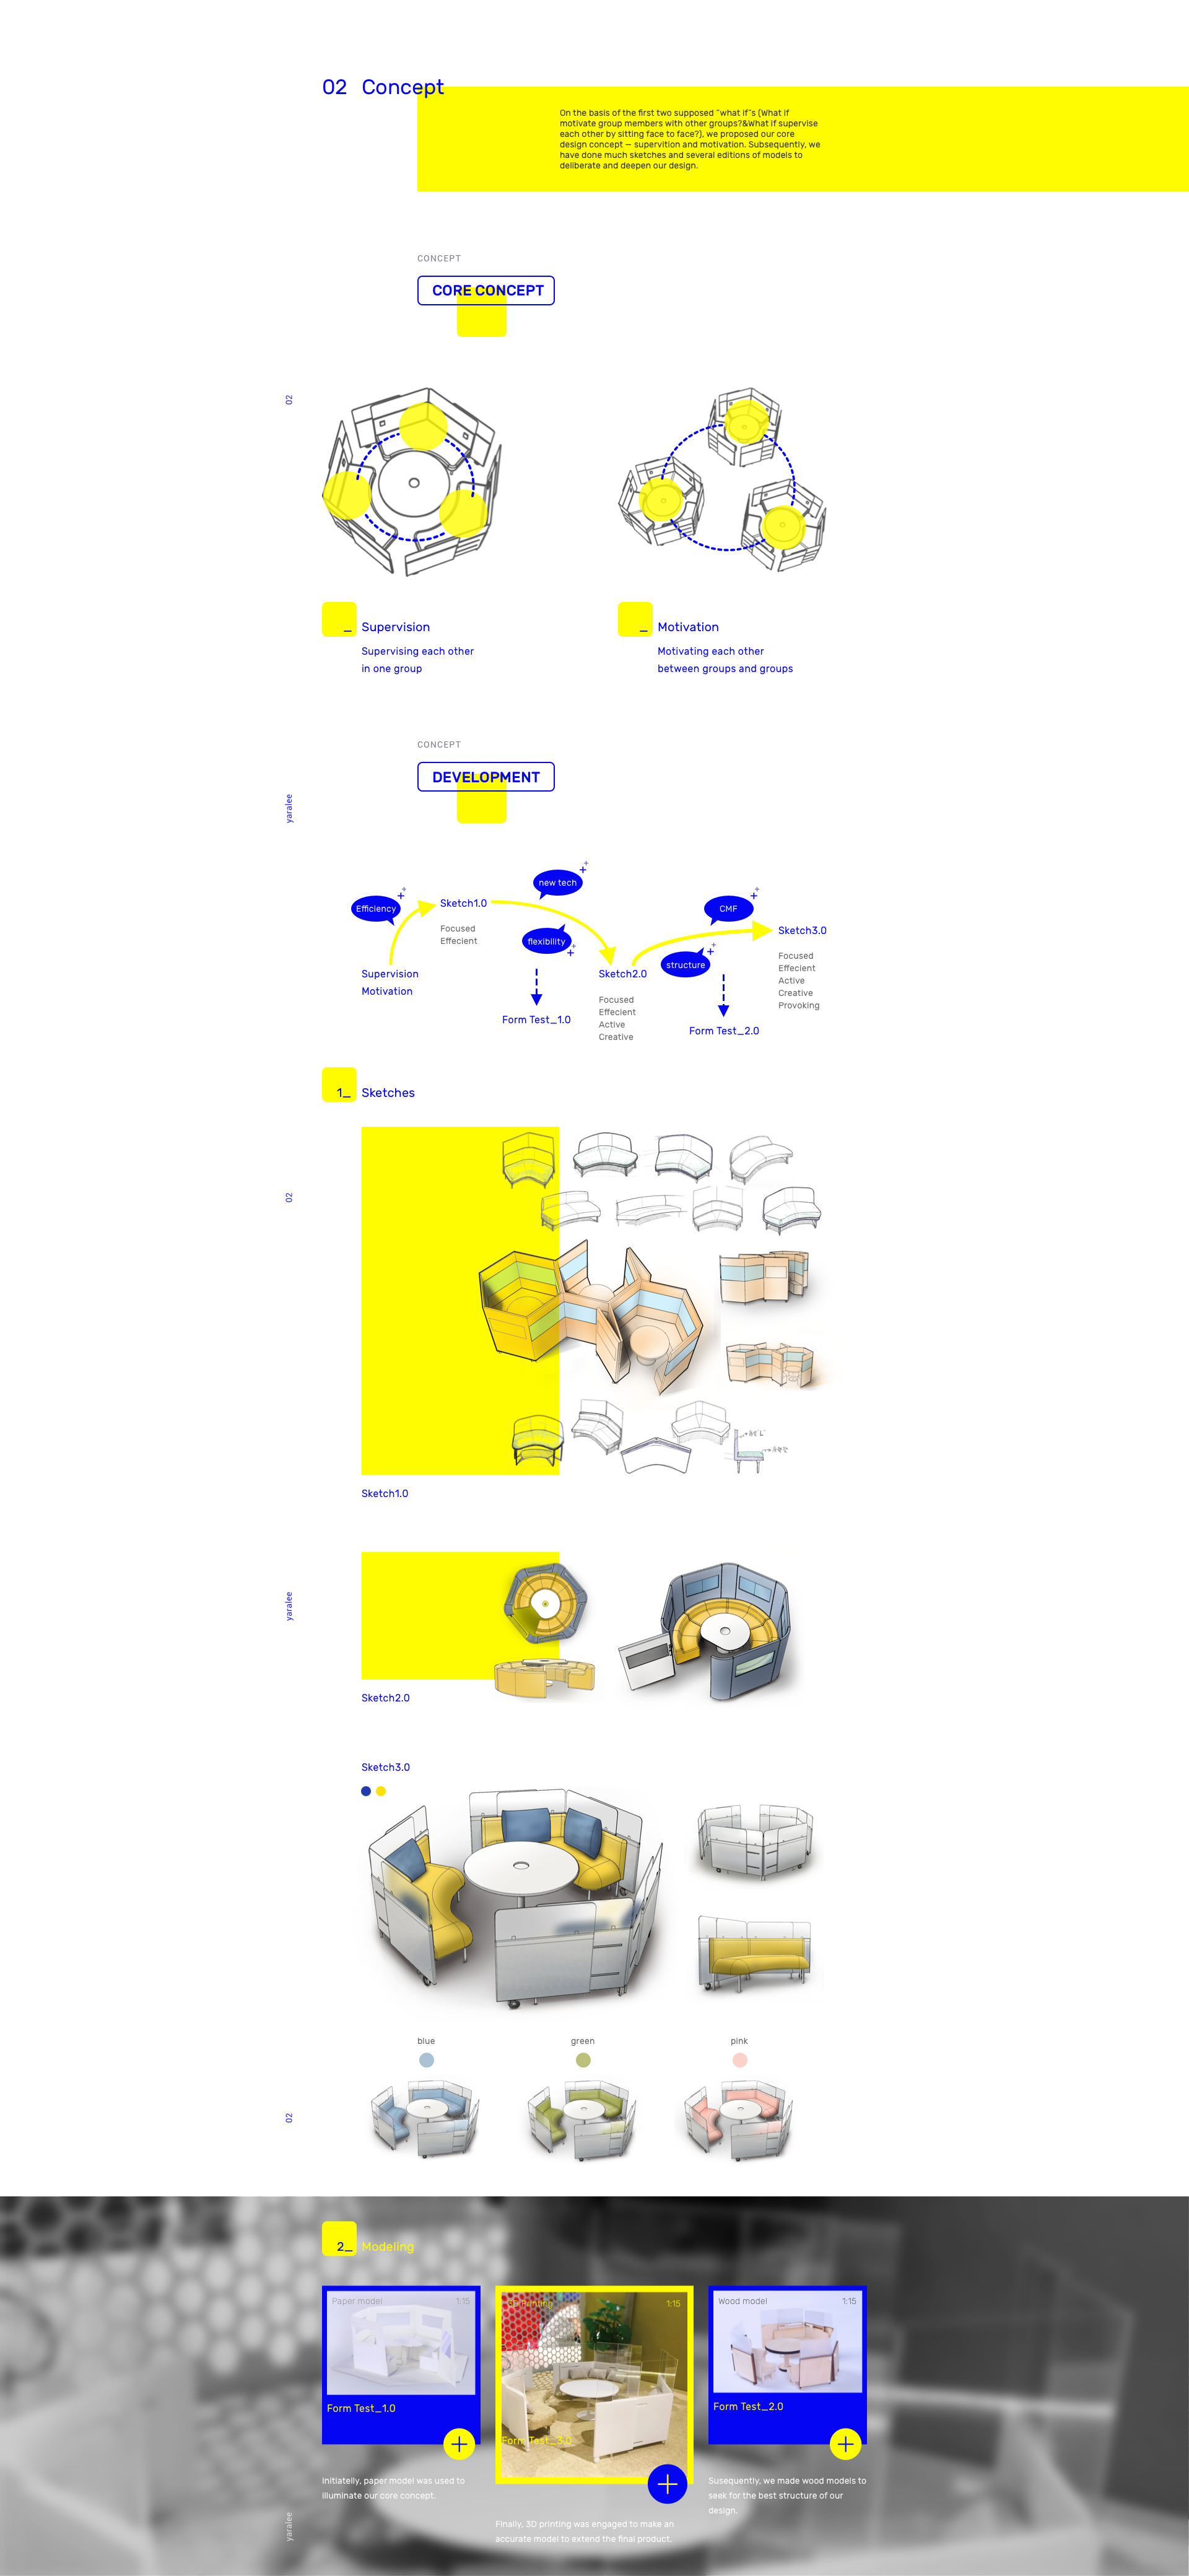 02 Concept
On the basis of the first two supposed "what if"s (What if
motivate group members with other groups?&What if supervise
each other by sitting face to face?), we proposed our core
design concept — supervition and motivation. Subsequently, we
have done much sketches and several editions of models to
deliberate and deepen our design.
CONCEPT
CORE CONCEPT
02
_ Supervision
Supervising each other
in one group
_ Motivation
Motivating each other
between groups and groups
CONCEPT
DEVELOPMENT
yaralee
Efficiency
Supervision
Motivation
Sketch1.0
Focused
Effecient
new tech
flexibility
Form Test_1.0
Sketch2.0
Focused
Effecient
Active
Creative
CMF
structure
Form Test_2.0
Sketch3.0
Focused
Effecient
Active
Creative
Provoking
1_ Sketches
02
Sketch1.0
yaralee
Sketch2.0
Sketch3.0
blue
green
pink
02
2_ Modeling
Paper model 1:15
Form Test_1.0
Initiatelly, paper model was used to
illuminate our core concept.
3D Printing 1:15
Form Test_3.0
Finally, 3D printing was engaged to make an
accurate model to extend the final product.
Wood model 1:15
Form Test_2.0
Susequently, we made wood models to
seek for the best structure of our
design.
yaralee